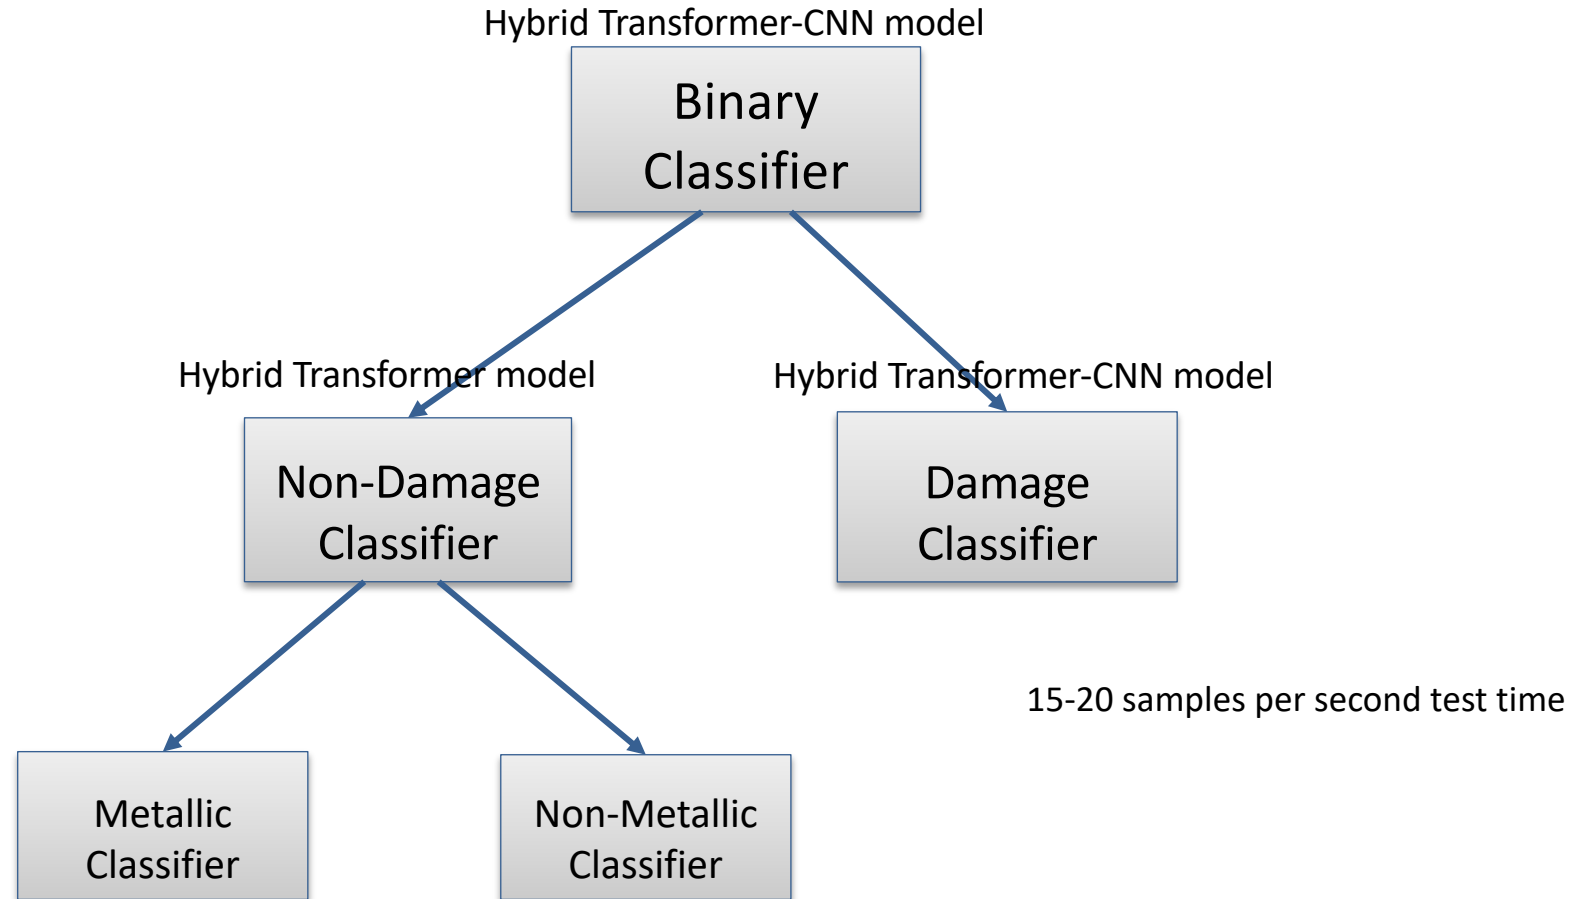 Hybrid Transformer-CNN model
Binary
Classifier
Hybrid Transformer model
Hybrid Transformer-CNN model
Non-Damage
Classifier
Damage
Classifier
15-20 samples per second test time
Metallic
Classifier
Non-Metallic
Classifier